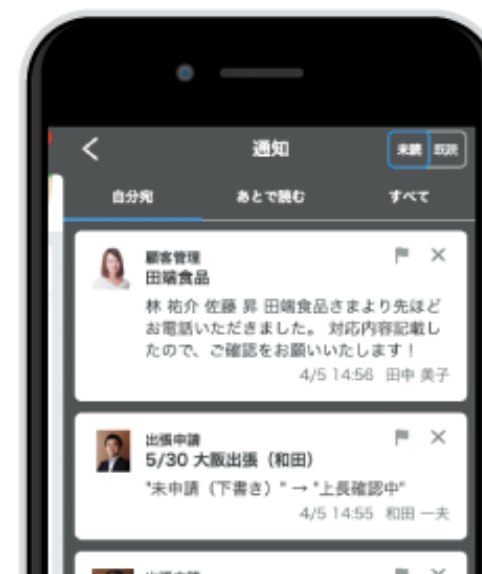 通知
未読 既読
自分宛 あとで読む すべて
顧客管理
田端食品
林 祐介 佐藤 昇 田端食品さまより先ほど
お電話いただきました。 対応内容記載し
たので、ご確認をお願いいたします!
4/5 14:56 田中 美子
出張申請
5/30 大阪出張(和田)
"未申請(下書き)" → "上長確認中"
4/5 14:55 和田 一夫